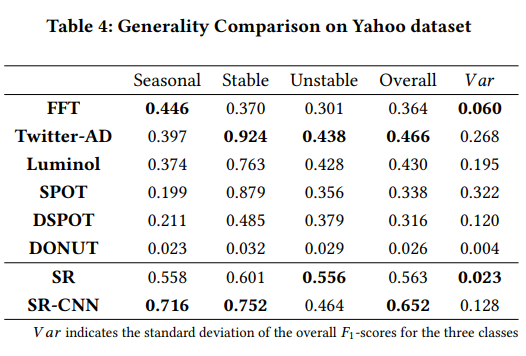 Table 4: Generality Comparison on Yahoo dataset
Seasonal Stable Unstable Overall Var
FFT 0.446 0.370 0.301 0.364 0.060
Twitter-AD 0.397 0.924 0.438 0.466 0.268
Luminol 0.374 0.763 0.428 0.430 0.195
SPOT 0.199 0.879 0.356 0.338 0.322
DSPOT 0.211 0.485 0.379 0.316 0.120
DONUT 0.023 0.032 0.029 0.026 0.004
SR 0.558 0.601 0.556 0.563 0.023
SR-CNN 0.716 0.752 0.464 0.652 0.128
Var indicates the standard deviation of the overall F₁-scores for the three classes